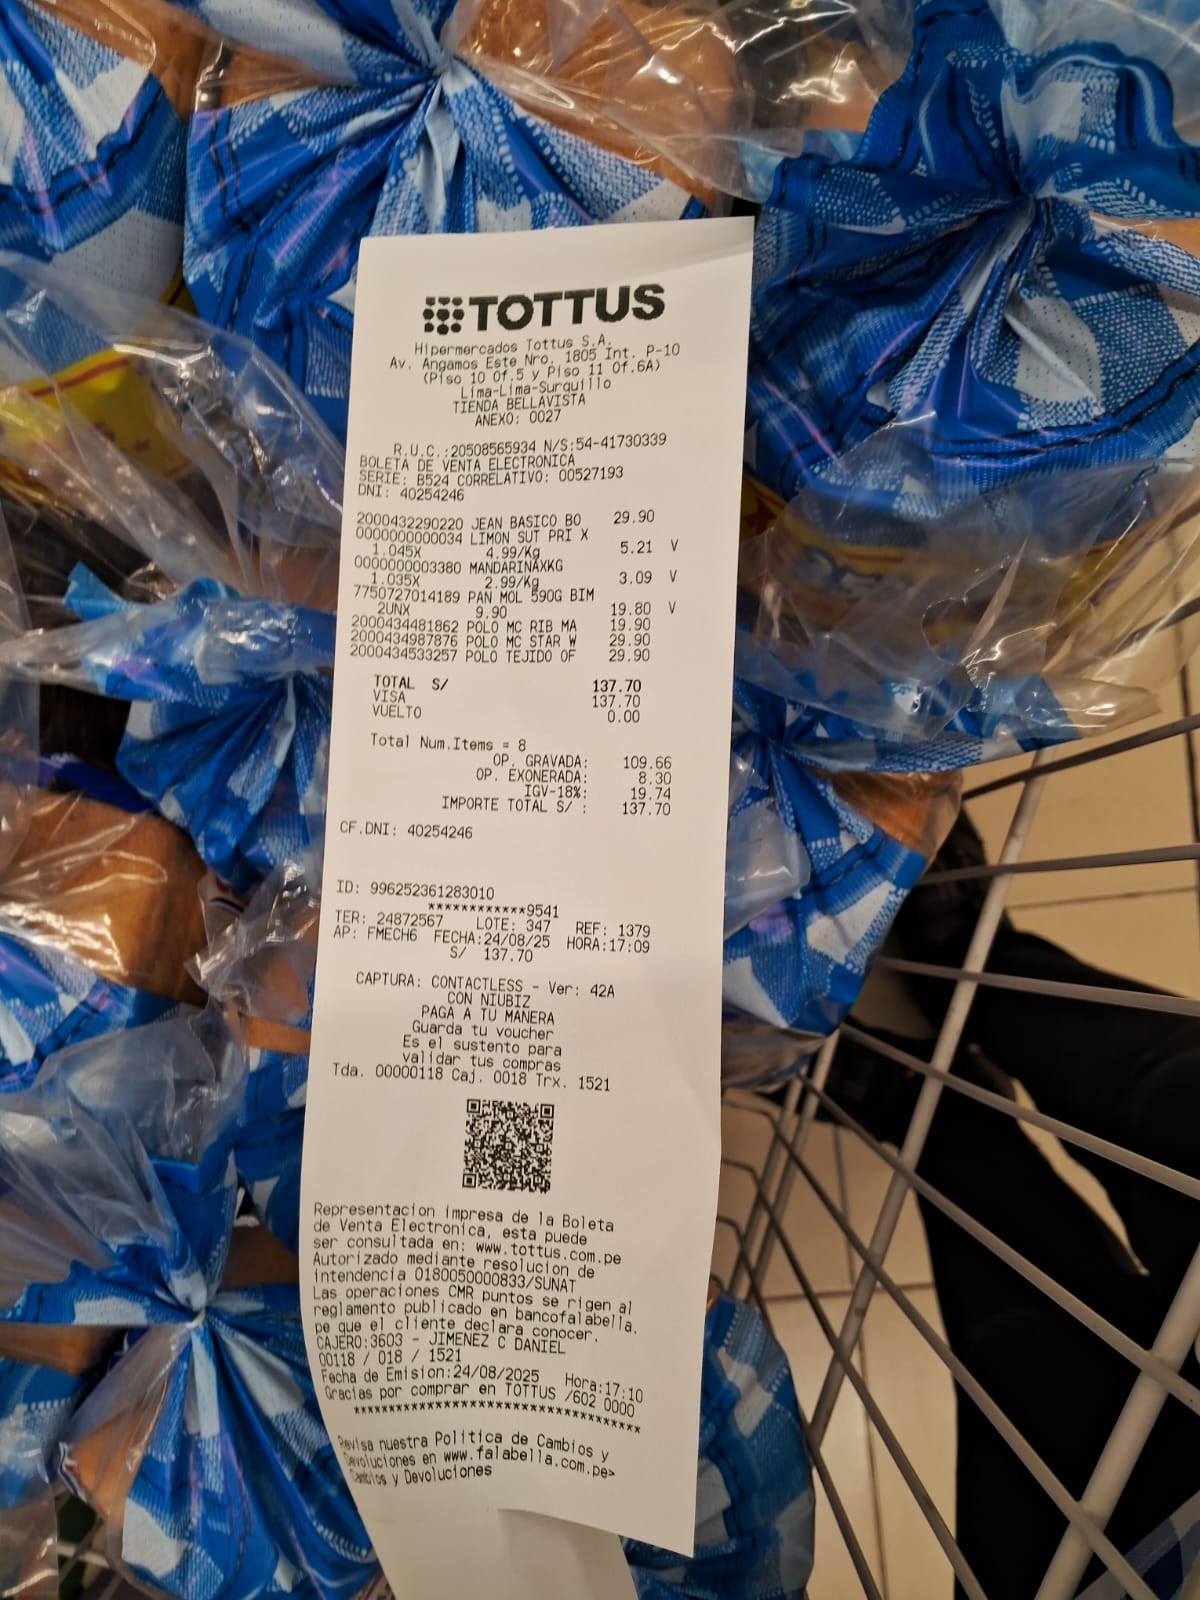 TOTTUS
Hipermercados Tottus S.A.
Av. Angamos Este Nro. 1805 Int. P-10
(Piso 10 Of.5 y Piso 11 Of.6A)
Lima-Lima-Surquillo
TIENDA BELLAVISTA
ANEXO: 0027
R.U.C.:20508565934 N/S:54-41730339
BOLETA DE VENTA ELECTRONICA
SERIE: B524 CORRELATIVO: 00527193
DNI: 40254246
2000432290220 JEAN BASICO BO 29.90
0000000000034 LIMON SUT PRI X
1.045X 4.99/Kg 5.21 V
0000000003380 MANDARINAXKG
1.035X 2.99/Kg 3.09 V
7750727014189 PAN MOL 590G BIM
2UNX 9.90 19.80 V
2000434481862 POLO MC RIB MA 19.90
2000434987876 POLO MC STAR W 29.90
2000434533257 POLO TEJIDO OF 29.90
TOTAL S/ 137.70
VISA 137.70
VUELTO 0.00
Total Num.Items = 8
OP. GRAVADA: 109.66
OP. EXONERADA: 8.30
IGV-18%: 19.74
IMPORTE TOTAL S/ : 137.70
CF.DNI: 40254246
ID: 996252361283010
************9541
TER: 24872567 LOTE: 347 REF: 1379
AP: FMECH6 FECHA:24/08/25 HORA:17:09
S/ 137.70
CAPTURA: CONTACTLESS - Ver: 42A
CON NIUBIZ
PAGA A TU MANERA
Guarda tu voucher
Es el sustento para
validar tus compras
Tda. 00000118 Caj. 0018 Trx. 1521
Representacion impresa de la Boleta
de Venta Electronica, esta puede
ser consultada en: www.tottus.com.pe
Autorizado mediante resolucion de
intendencia 0180050000833/SUNAT
Las operaciones CMR puntos se rigen al
reglamento publicado en bancofalabella.
pe que el cliente declara conocer.
CAJERO:3603 - JIMENEZ C DANIEL
00118 / 018 / 1521
Fecha de Emision:24/08/2025 Hora:17:10
Gracias por comprar en TOTTUS /602 0000
************************************
Revisa nuestra Politica de Cambios y
Devoluciones en www.falabella.com.pe>
Cambios y Devoluciones